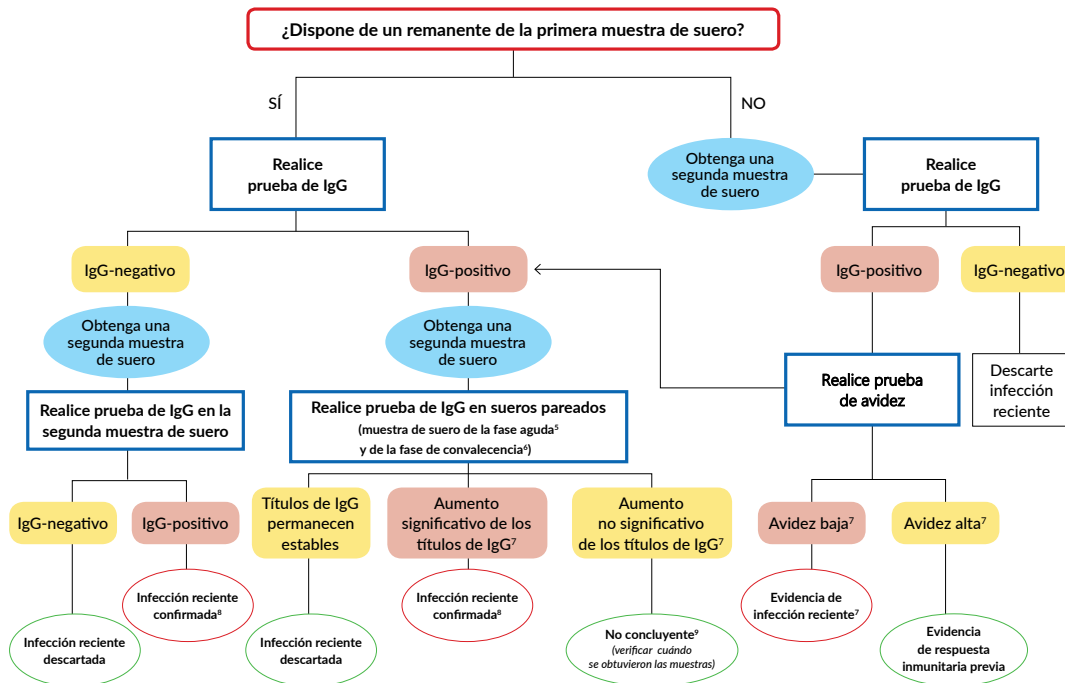 ¿Dispone de un remanente de la primera muestra de suero?
SÍ
NO
Realice
prueba de IgG
Obtenga una
segunda muestra
de suero
Realice
prueba de IgG
IgG-negativo
IgG-positivo
IgG-positivo
IgG-negativo
Obtenga una
segunda muestra
de suero
Obtenga una
segunda muestra
de suero
Realice prueba
de avidez
Descarte
infección
reciente
Realice prueba de IgG en la
segunda muestra de suero
Realice prueba de IgG en sueros pareados
(muestra de suero de la fase aguda⁵
y de la fase de convalecencia⁶)
IgG-negativo
IgG-positivo
Títulos de IgG
permanecen
estables
Aumento
significativo de los
títulos de IgG⁷
Aumento
no significativo
de los títulos de IgG⁷
Avidez baja⁷
Avidez alta⁷
Infección reciente
descartada
Infección reciente
confirmada⁸
Infección reciente
descartada
Infección reciente
confirmada⁸
No concluyente⁹
(verificar cuándo
se obtuvieron las muestras)
Evidencia de
infección reciente⁷
Evidencia
de respuesta
inmunitaria previa